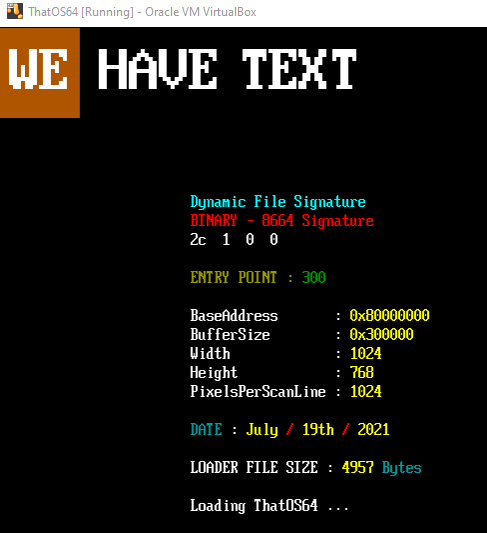 ThatOS64 [Running] - Oracle VM VirtualBox
WE HAVE TEXT
Dynamic File Signature
BINARY - 8664 Signature
2c 1 0 0
ENTRY POINT : 300
BaseAddress : 0x80000000
BufferSize : 0x300000
Width : 1024
Height : 768
PixelsPerScanLine : 1024
DATE : July / 19th / 2021
LOADER FILE SIZE : 4957 Bytes
Loading ThatOS64 ...